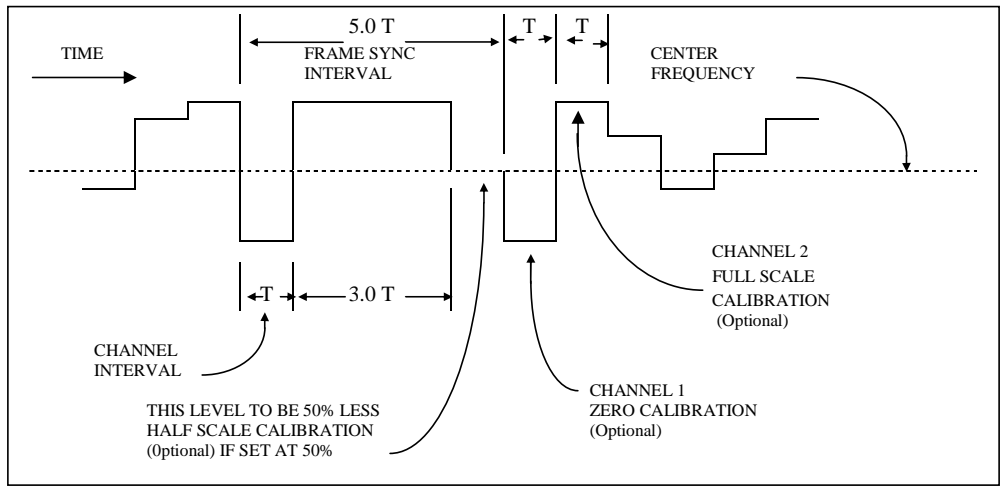 5.0 T
T
T
TIME
FRAME SYNC
INTERVAL
CENTER
FREQUENCY
T
3.0 T
CHANNEL 2
FULL SCALE
CALIBRATION
(Optional)
CHANNEL
INTERVAL
CHANNEL 1
ZERO CALIBRATION
(Optional)
THIS LEVEL TO BE 50% LESS
HALF SCALE CALIBRATION
(0ptional) IF SET AT 50%